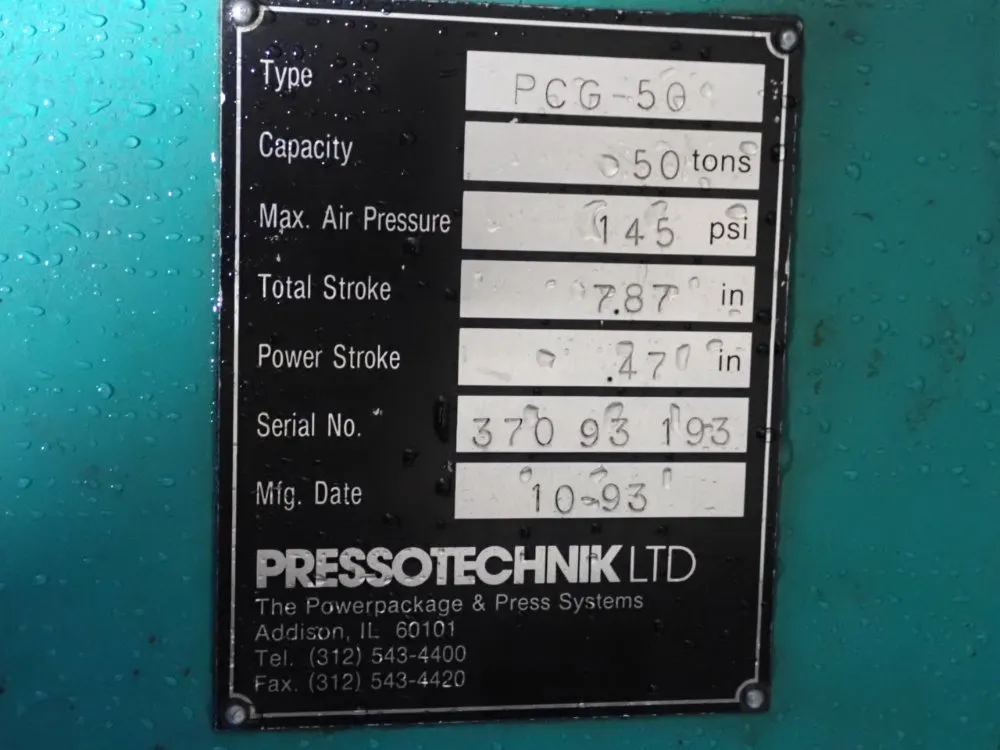 Type PCG-50
Capacity 50 tons
Max. Air Pressure 145 psi
Total Stroke 7.87 in
Power Stroke .47 in
Serial No. 370 93 193
Mfg. Date 10-93
PRESSOTECHNIK LTD
The Powerpackage & Press Systems
Addison, IL 60101
Tel. (312) 543-4400
Fax. (312) 543-4420